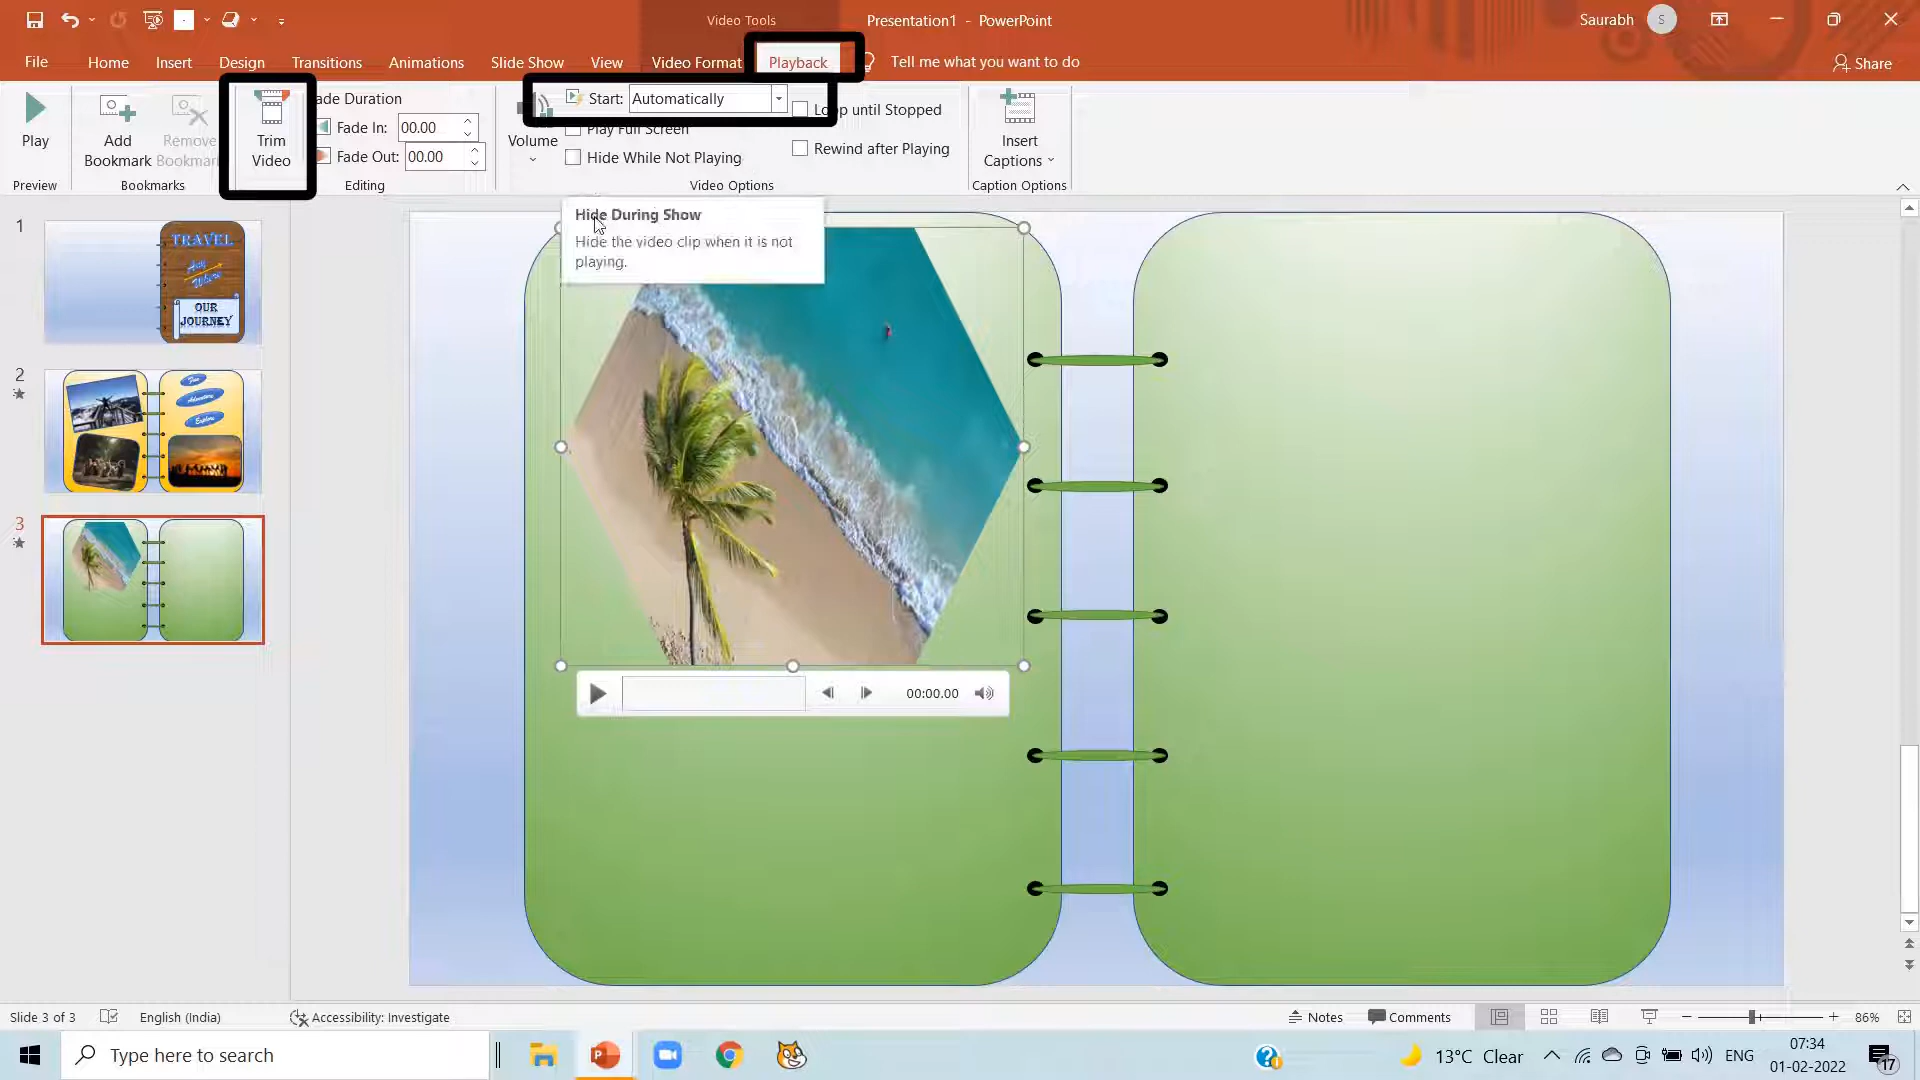 Video Tools
Presentation1 - PowerPoint
Saurabh
S
File
Home
Insert
Design
Transitions
Animations
Slide Show
View
Video Format
Playback
Tell me what you want to do
Share
Play
Preview
Add
Bookmark
Remove
Bookmark
Bookmarks
Trim
Video
ade Duration
Fade In: 00.00
Fade Out: 00.00
Editing
Volume
Start: Automatically
Play Full Screen
Hide While Not Playing
Loop until Stopped
Rewind after Playing
Video Options
Insert
Captions
Caption Options
Hide During Show
Hide the video clip when it is not
playing.
1
TRAVEL
Any
Where
OUR
JOURNEY
2
Adventure
Explore
3
00:00.00
Slide 3 of 3
English (India)
Accessibility: Investigate
Notes
Comments
86%
Type here to search
13°C Clear
ENG
07:34
01-02-2022
17